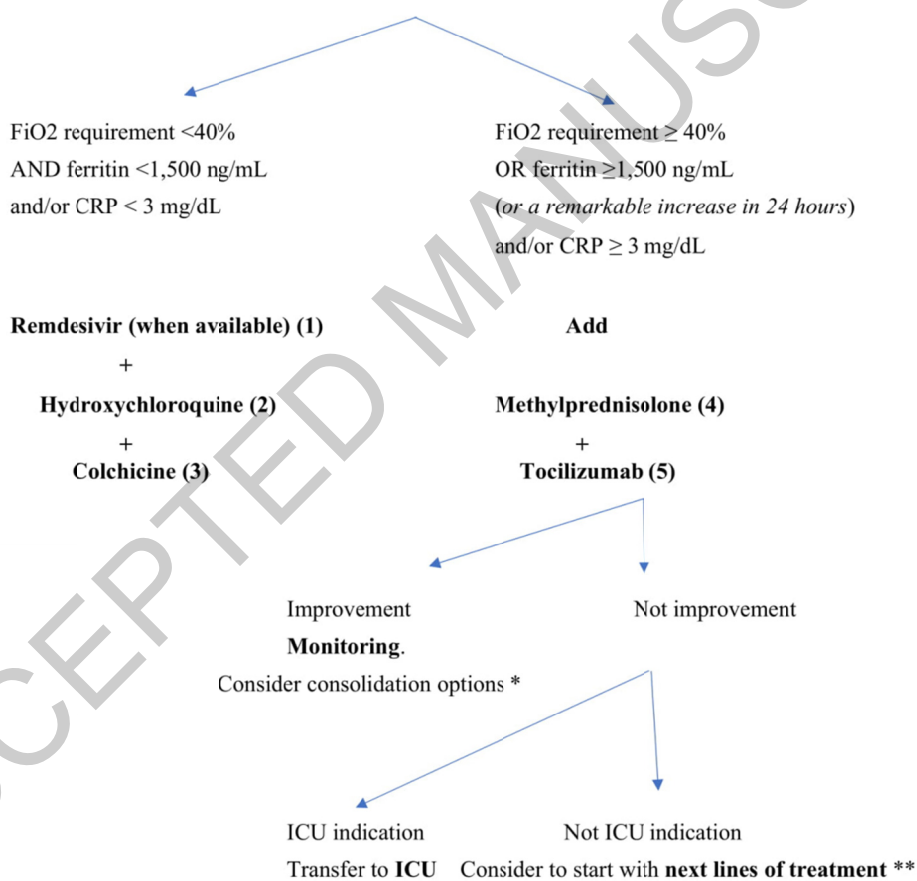 FiO2 requirement <40%
AND ferritin <1,500 ng/mL
and/or CRP < 3 mg/dL
FiO2 requirement ≥ 40%
OR ferritin ≥1,500 ng/mL
(or a remarkable increase in 24 hours)
and/or CRP ≥ 3 mg/dL
Remdesivir (when available) (1)
+
Hydroxychloroquine (2)
+
Colchicine (3)
Add
Methylprednisolone (4)
+
Tocilizumab (5)
Improvement
Monitoring.
Consider consolidation options *
Not improvement
ICU indication
Transfer to ICU
Not ICU indication
Consider to start with next lines of treatment **
CEPTED MANUSC